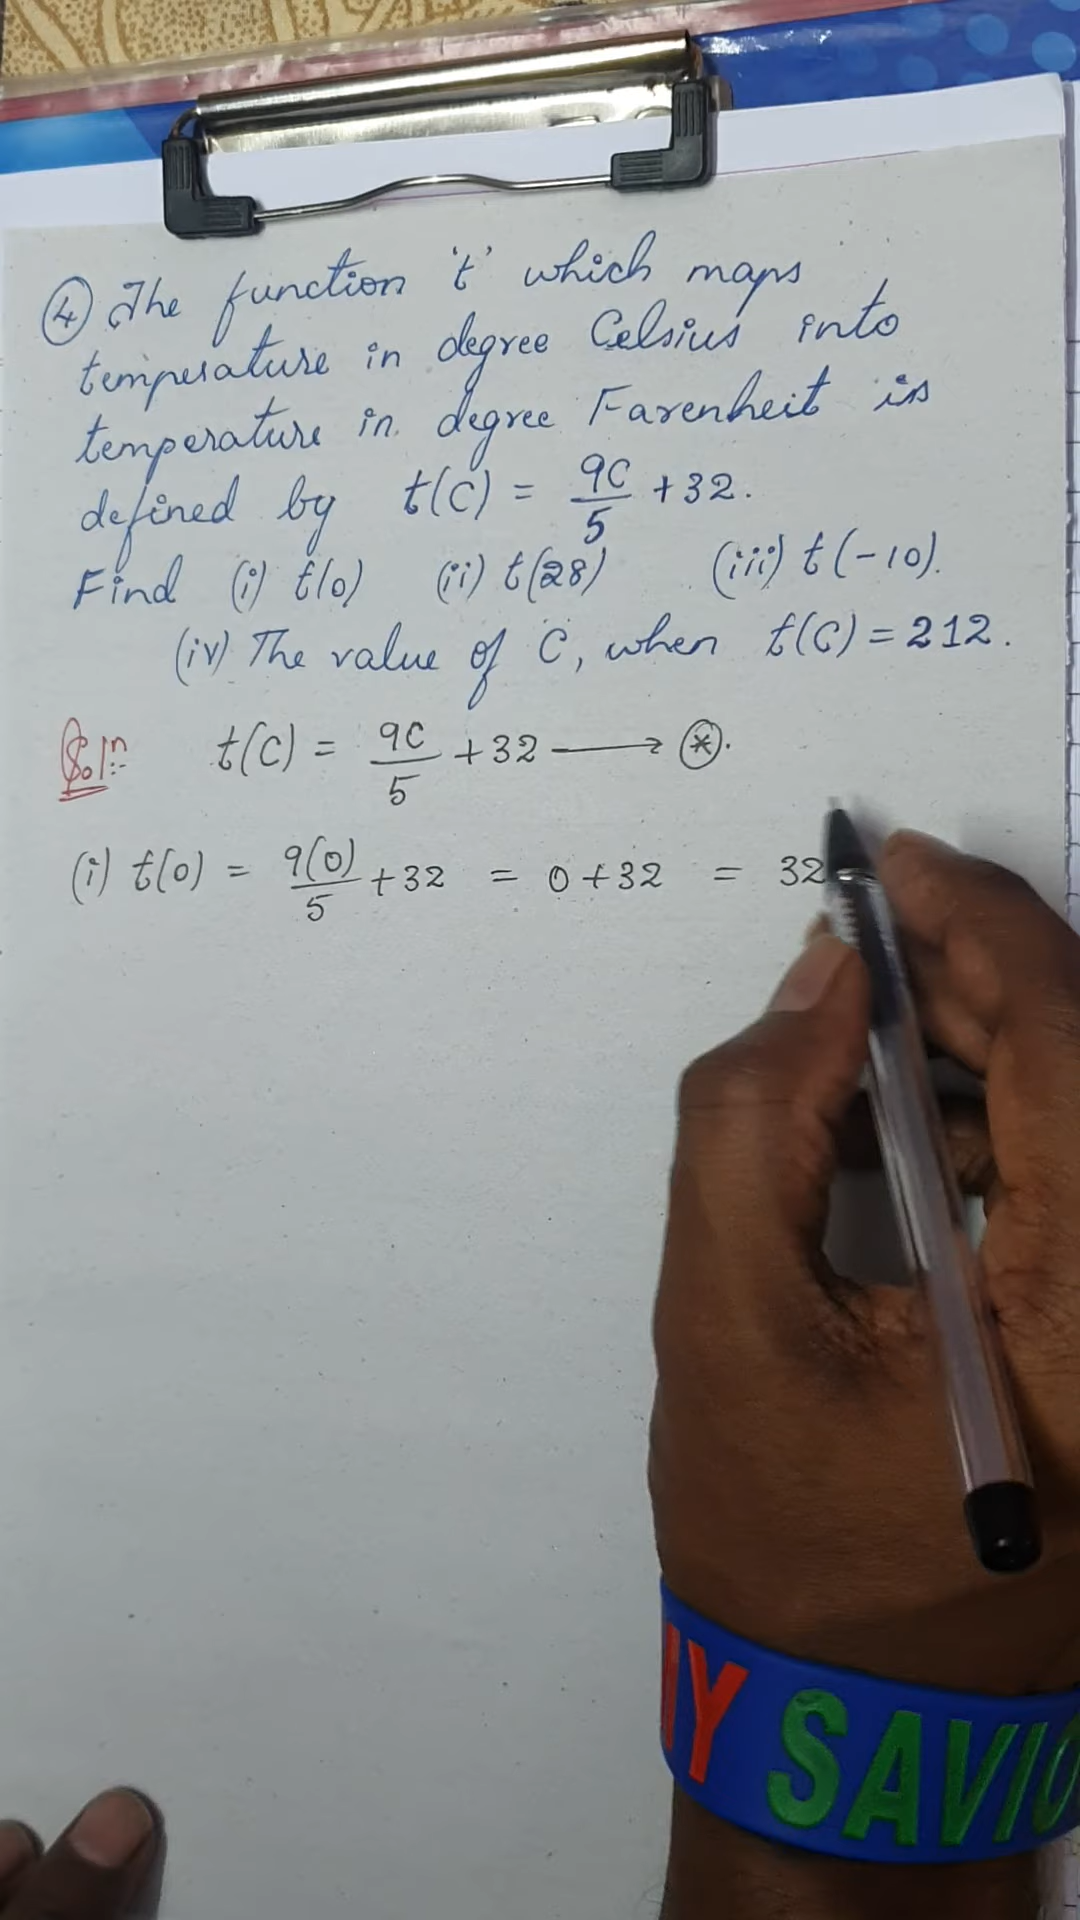 ④ The function 't' which maps
temperature in degree Celsius into
temperature in degree Farenheit is
defined by t(C) = 9C/5 + 32.
Find (i) t(0) (ii) t(28) (iii) t(-10).
(iv) The value of C, when t(C) = 212.
Soln:- t(C) = 9C/5 + 32 ⟶ ⊛.
(i) t(0) = 9(0)/5 + 32 = 0 + 32 = 32
MY SAVIO